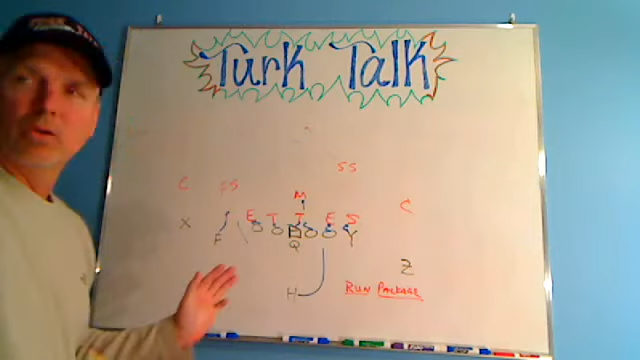 Turk Talk
SS
C FS M C
E T T E S
X F Q Y
Z
H RUN PACKAGE